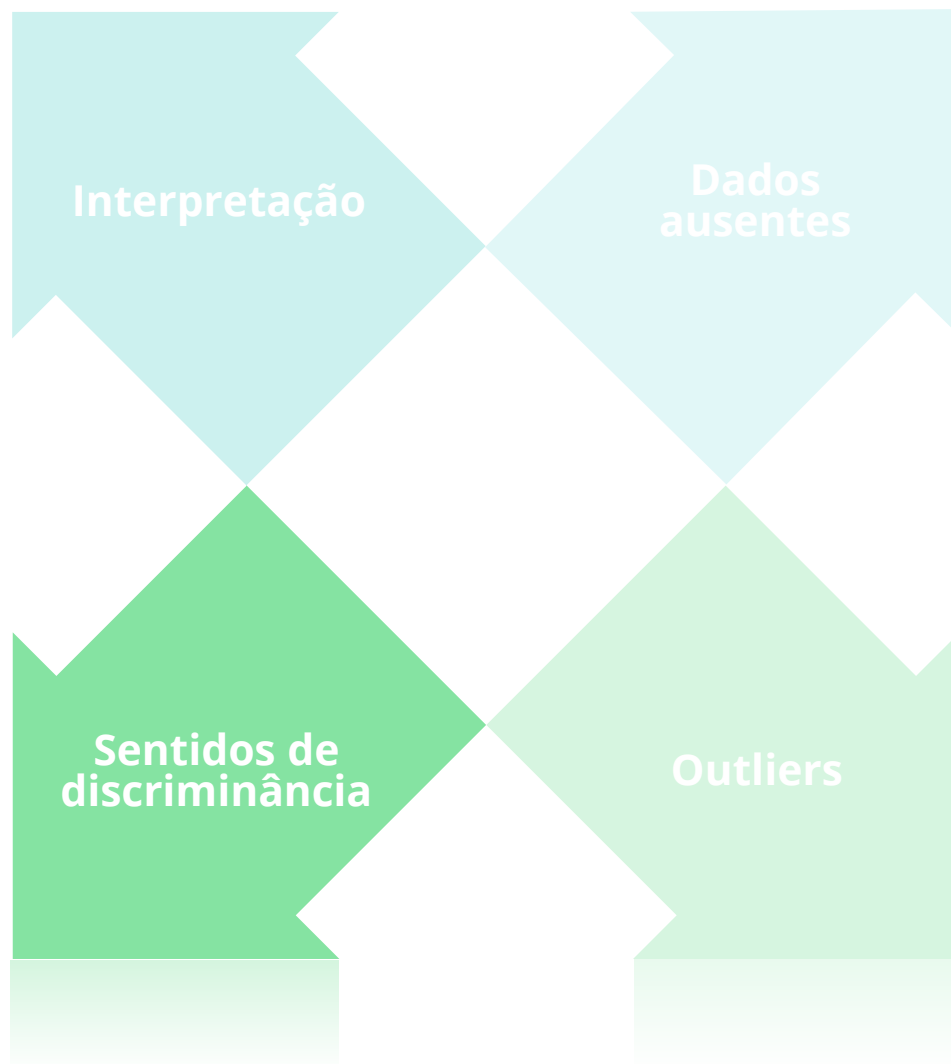 Interpretação
Dados
ausentes
Sentidos de
discriminância
Outliers